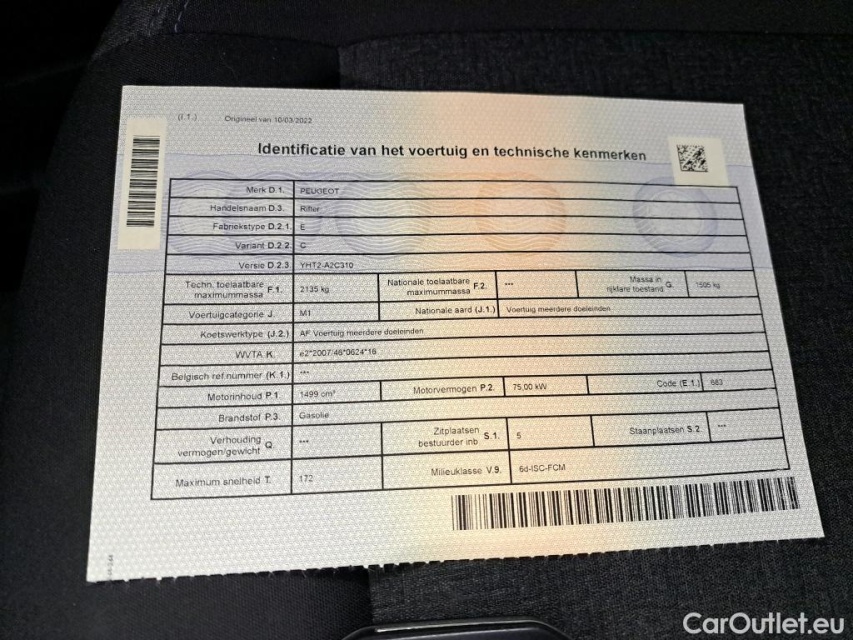 (I.1.) Origineel van 10/03/2022
Identificatie van het voertuig en technische kenmerken
Merk D.1. PEUGEOT
Handelsnaam D.3. Rifter
Fabriekstype D.2.1. E
Variant D.2.2. C
Versie D.2.3. YHT2-A2C310
Techn. toelaatbare maximummassa F.1. 2135 kg Nationale toelaatbare maximummassa F.2. --- Massa in rijklare toestand G. 1505 kg
Voertuigcategorie J. M1 Nationale aard (J.1.) Voertuig meerdere doeleinden
Koetswerktype (J.2.) AF Voertuig meerdere doeleinden
WVTA K. e2*2007/46*0624*16
Belgisch ref.nummer (K.1.) ---
Motorinhoud P.1. 1499 cm³ Motorvermogen P.2. 75,00 kW Code (E.1.) 683
Brandstof P.3. Gasolie
Verhouding vermogen/gewicht Q. --- Zitplaatsen bestuurder inb. S.1. 5 Staanplaatsen S.2. ---
Maximum snelheid T. 172 Milieuklasse V.9. 6d-ISC-FCM
CarOutlet.eu